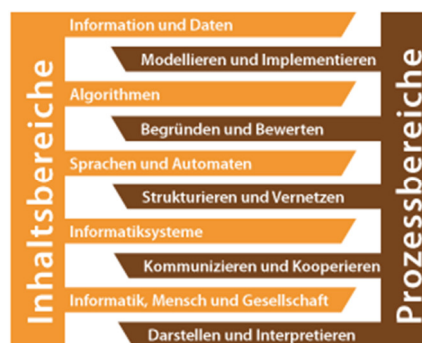 Inhaltsbereiche
Information und Daten
Modellieren und Implementieren
Algorithmen
Begründen und Bewerten
Sprachen und Automaten
Strukturieren und Vernetzen
Informatiksysteme
Kommunizieren und Kooperieren
Informatik, Mensch und Gesellschaft
Darstellen und Interpretieren
Prozessbereiche